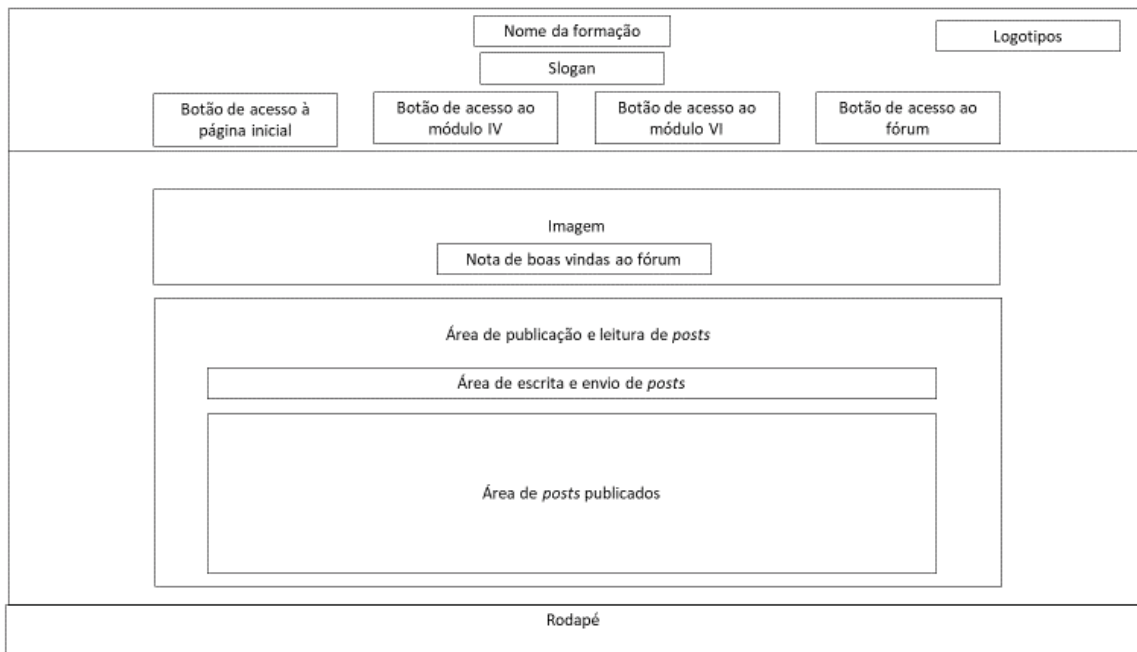 Nome da formação
Logotipos
Slogan
Botão de acesso à
página inicial
Botão de acesso ao
módulo IV
Botão de acesso ao
módulo VI
Botão de acesso ao
fórum
Imagem
Nota de boas vindas ao fórum
Área de publicação e leitura de posts
Área de escrita e envio de posts
Área de posts publicados
Rodapé